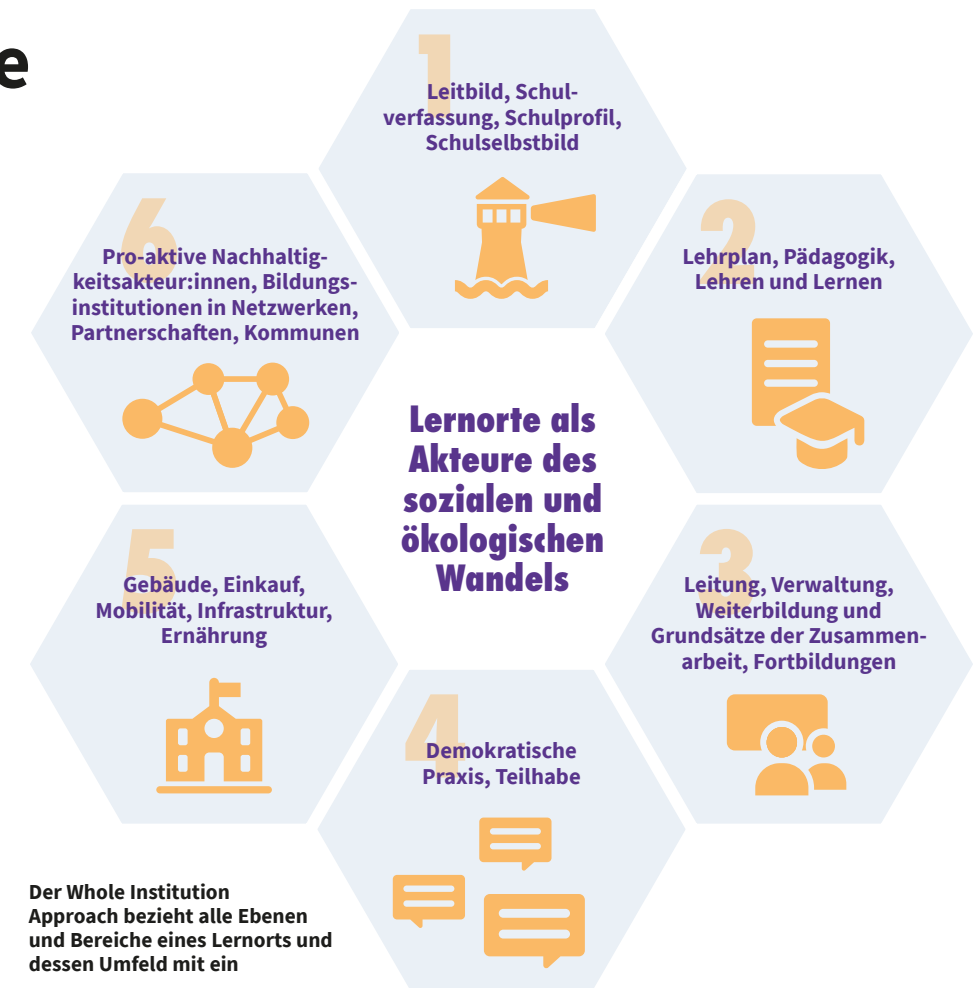 e
1
Leitbild, Schul-
verfassung, Schulprofil,
Schulselbstbild
2
Lehrplan, Pädagogik,
Lehren und Lernen
3
Leitung, Verwaltung,
Weiterbildung und
Grundsätze der Zusammen-
arbeit, Fortbildungen
4
Demokratische
Praxis, Teilhabe
5
Gebäude, Einkauf,
Mobilität, Infrastruktur,
Ernährung
6
Pro-aktive Nachhaltig-
keitsakteur:innen, Bildungs-
institutionen in Netzwerken,
Partnerschaften, Kommunen
Lernorte als
Akteure des
sozialen und
ökologischen
Wandels
Der Whole Institution
Approach bezieht alle Ebenen
und Bereiche eines Lernorts und
dessen Umfeld mit ein